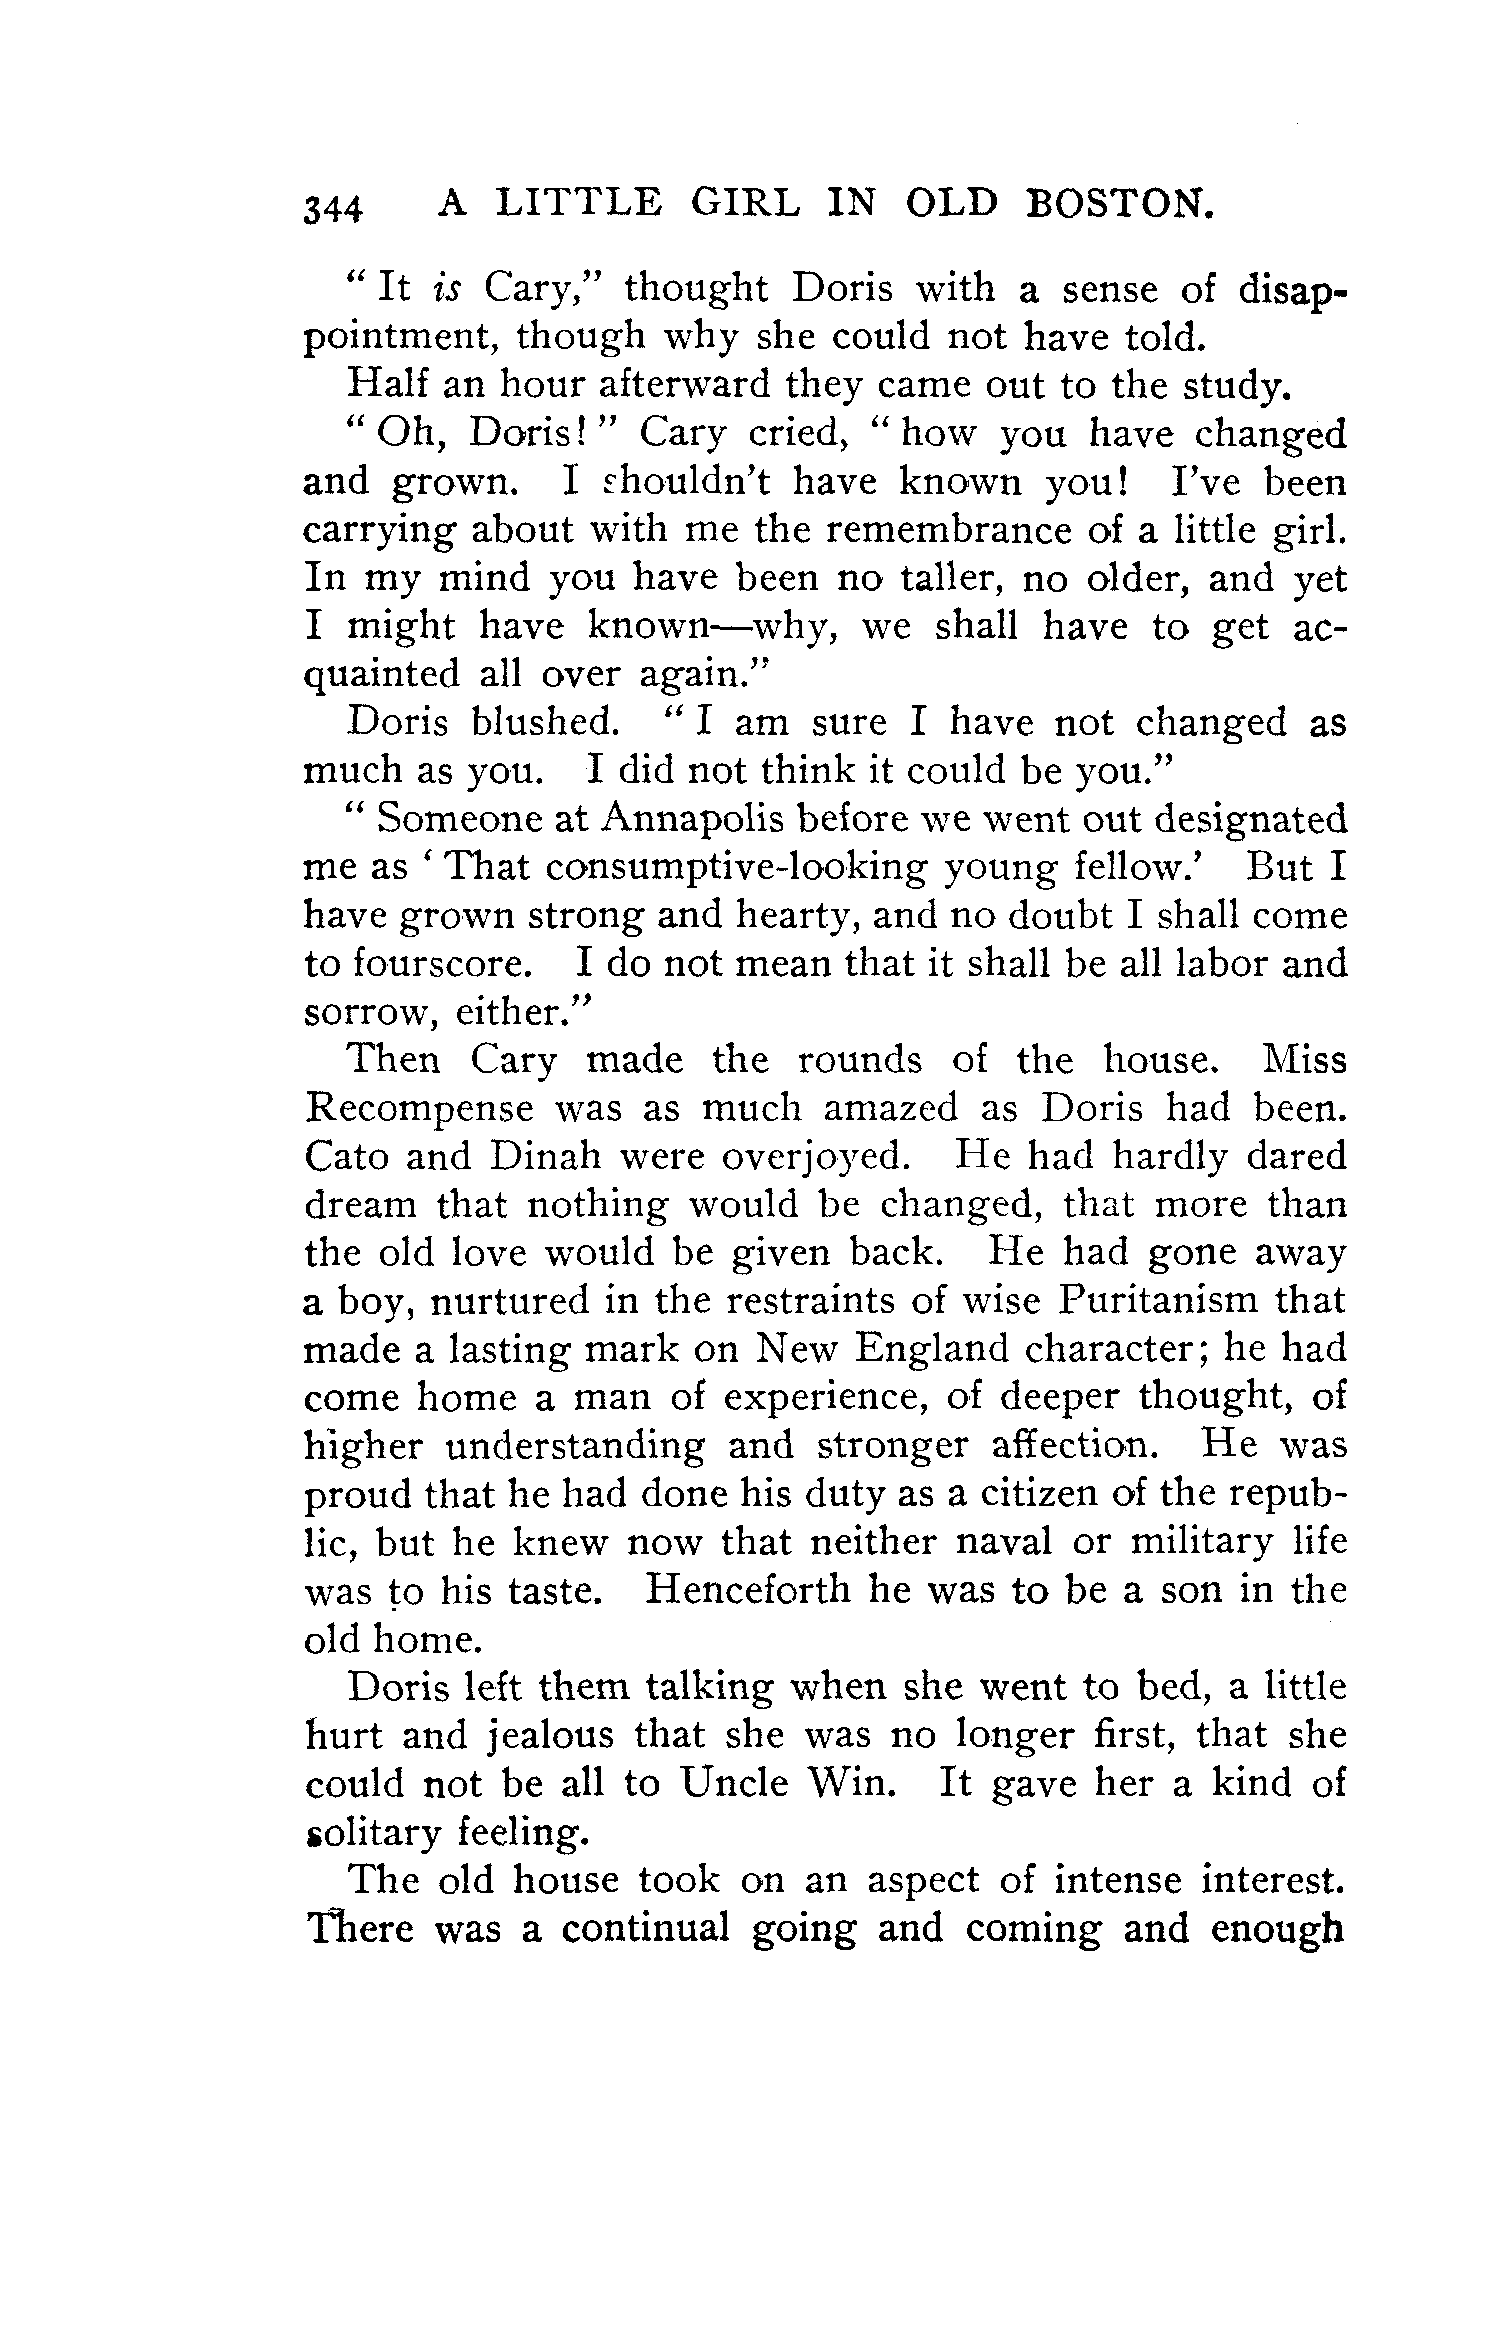 344 A LITTLE GIRL IN OLD BOSTON.
" It is Cary," thought Doris with a sense of disap-
pointment, though why she could not have told.
Half an hour afterward they came out to the study.
" Oh, Doris! " Cary cried, " how you have changed
and grown. I shouldn't have known you! I've been
carrying about with me the remembrance of a little girl.
In my mind you have been no taller, no older, and yet
I might have known—why, we shall have to get ac-
quainted all over again."
Doris blushed. " I am sure I have not changed as
much as you. I did not think it could be you."
" Someone at Annapolis before we went out designated
me as ' That consumptive-looking young fellow.' But I
have grown strong and hearty, and no doubt I shall come
to fourscore. I do not mean that it shall be all labor and
sorrow, either."
Then Cary made the rounds of the house. Miss
Recompense was as much amazed as Doris had been.
Cato and Dinah were overjoyed. He had hardly dared
dream that nothing would be changed, that more than
the old love would be given back. He had gone away
a boy, nurtured in the restraints of wise Puritanism that
made a lasting mark on New England character; he had
come home a man of experience, of deeper thought, of
higher understanding and stronger affection. He was
proud that he had done his duty as a citizen of the repub-
lic, but he knew now that neither naval or military life
was to his taste. Henceforth he was to be a son in the
old home.
Doris left them talking when she went to bed, a little
hurt and jealous that she was no longer first, that she
could not be all to Uncle Win. It gave her a kind of
solitary feeling.
The old house took on an aspect of intense interest.
There was a continual going and coming and enough